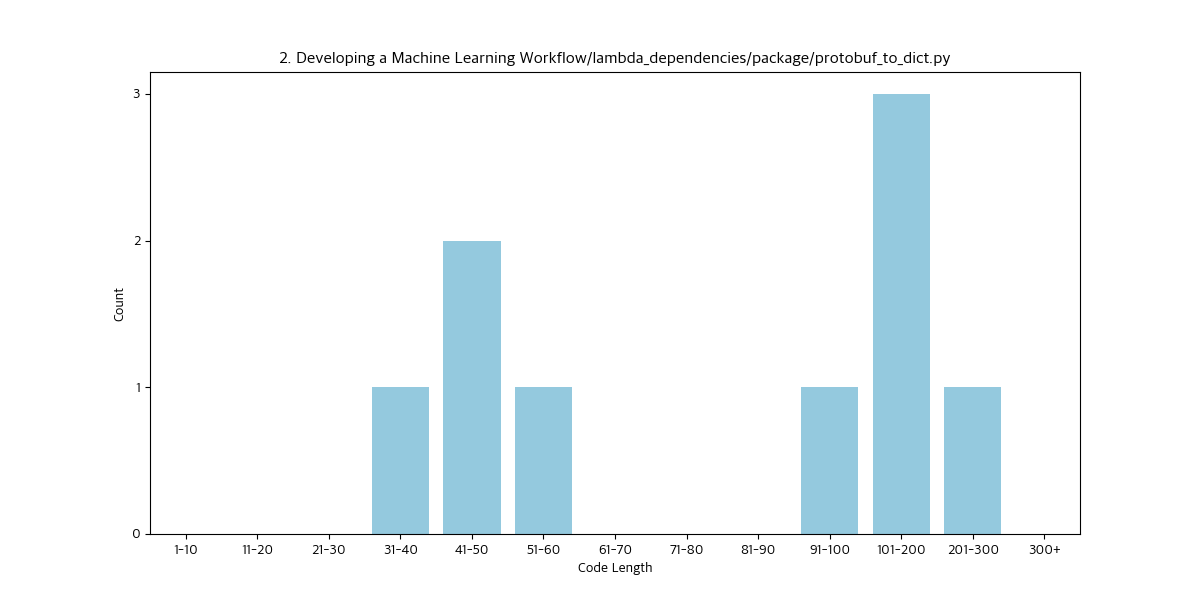 2. Developing a Machine Learning Workflow/lambda_dependencies/package/protobuf_to_dict.py
3
2
1
0
Count
1-10 11-20 21-30 31-40 41-50 51-60 61-70 71-80 81-90 91-100 101-200 201-300 300+
Code Length